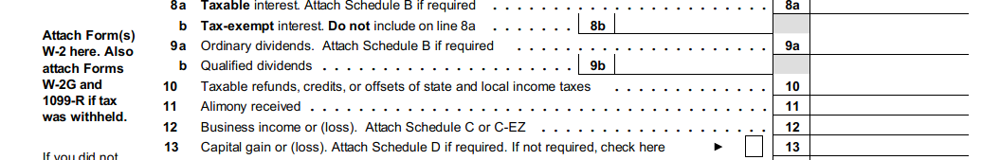 8a Taxable interest. Attach Schedule B if required . . . . . . . . . . . . . . 8a
b Tax-exempt interest. Do not include on line 8a . . . . . . . 8b
9a Ordinary dividends. Attach Schedule B if required . . . . . . . . . . . . . 9a
b Qualified dividends . . . . . . . . . . . . . . . . . . 9b
10 Taxable refunds, credits, or offsets of state and local income taxes . . . . . . . . 10
11 Alimony received . . . . . . . . . . . . . . . . . . . . . . . . 11
12 Business income or (loss). Attach Schedule C or C-EZ . . . . . . . . . . . . 12
13 Capital gain or (loss). Attach Schedule D if required. If not required, check here ▶ 13
Attach Form(s)
W-2 here. Also
attach Forms
W-2G and
1099-R if tax
was withheld.
If you did not